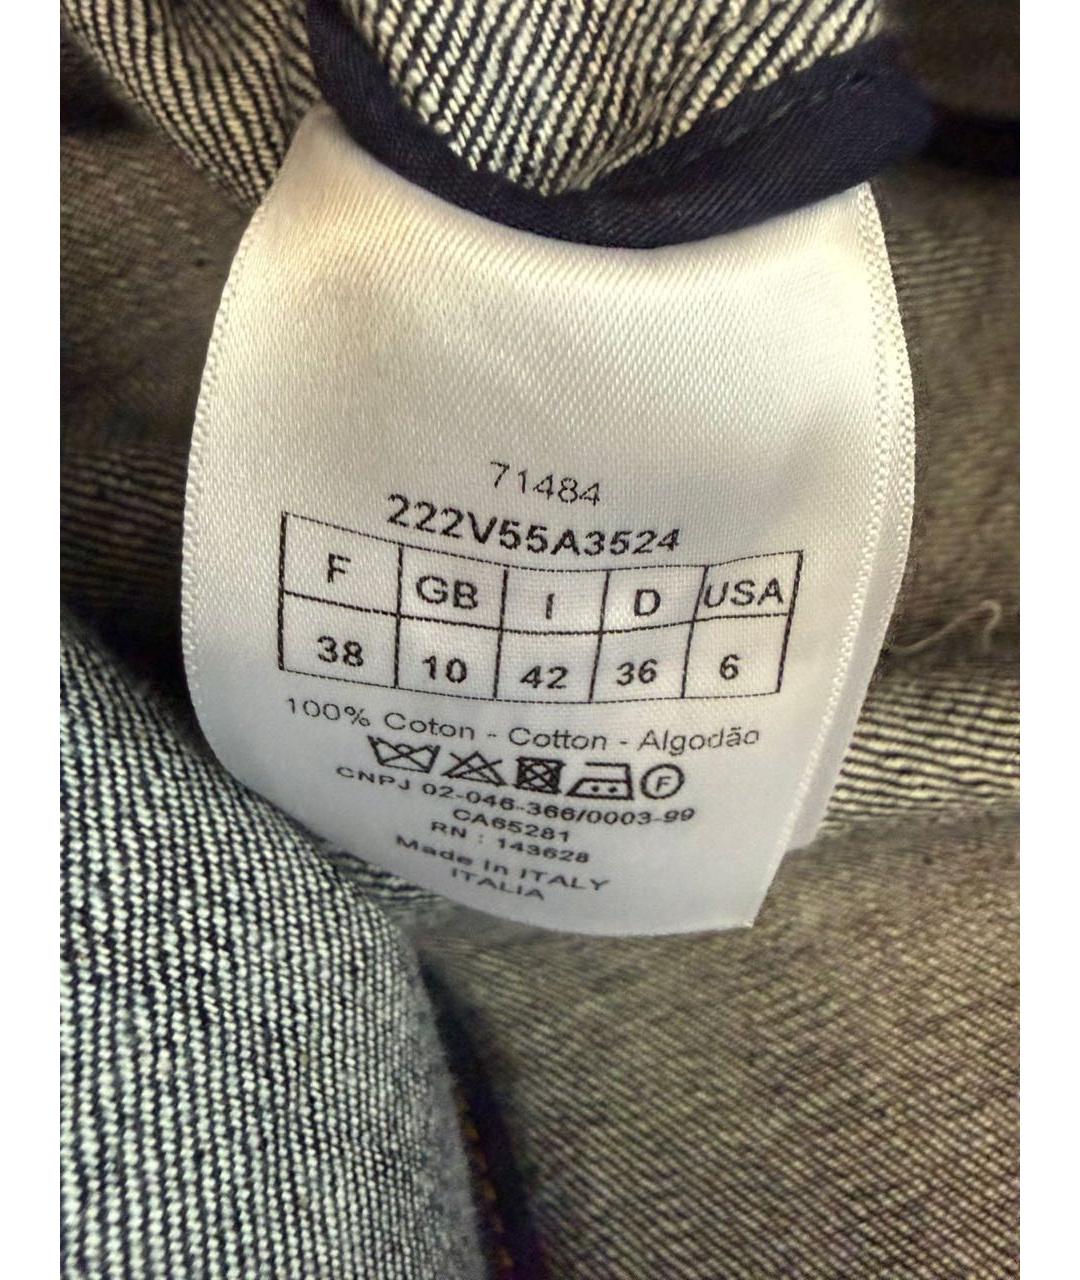 71484
222V55A3524
F GB I D USA
38 10 42 36 6
100% Coton - Cotton - Algodão
F
CNPJ 02-046-366/0003-99
CA65281
RN : 143628
Made in ITALY
ITALIA